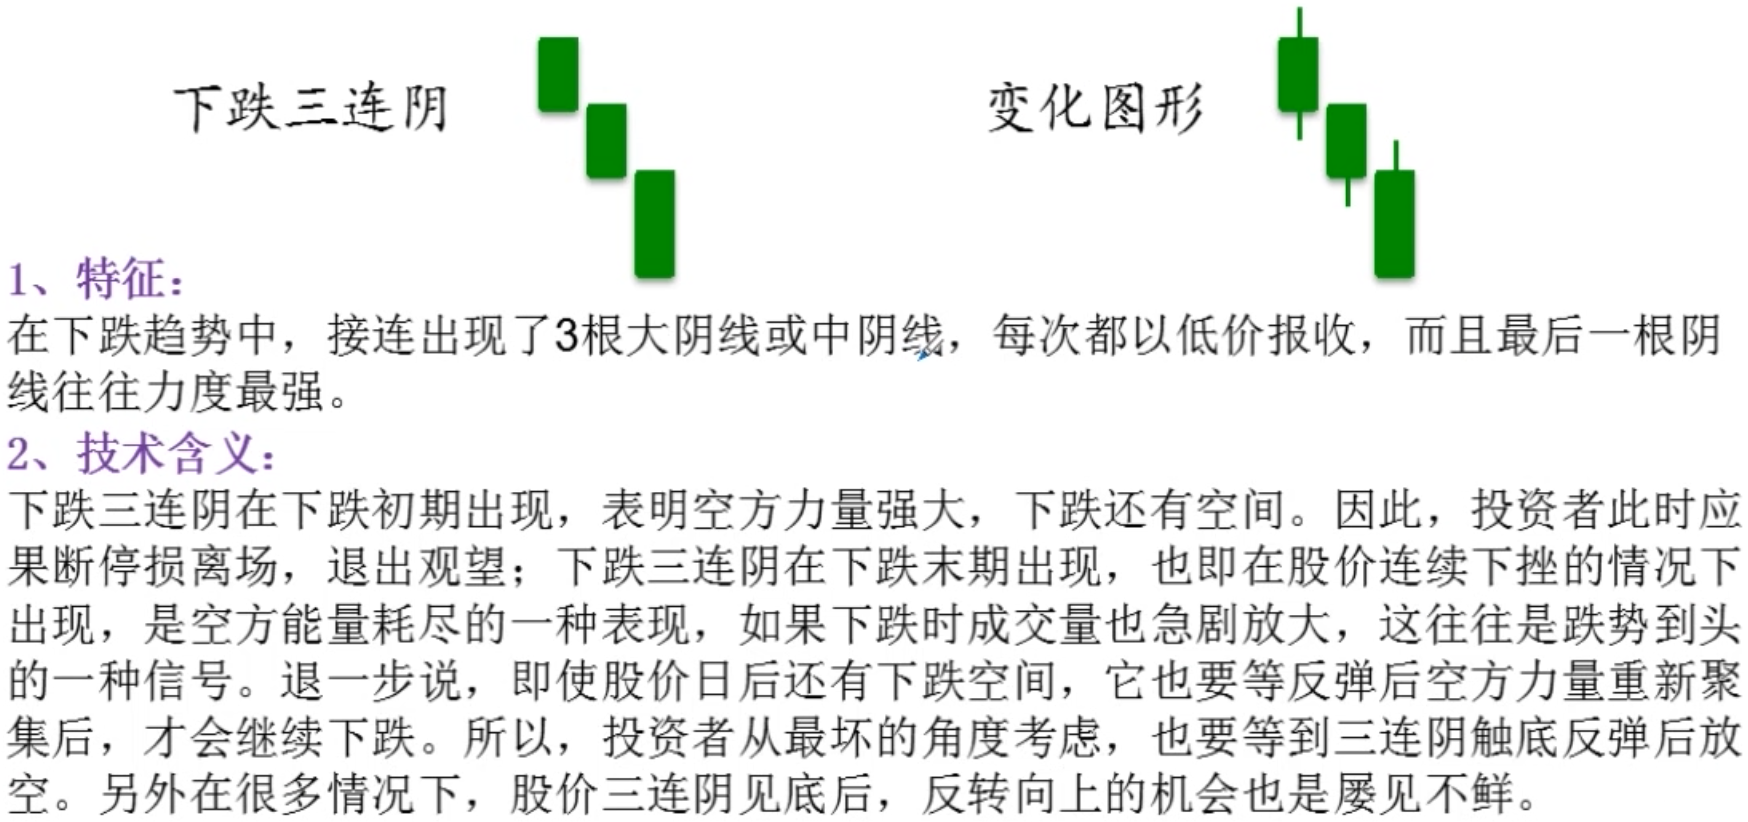 下跌三连阴
变化图形
1、特征：
在下跌趋势中，接连出现了3根大阴线或中阴线，每次都以低价报收，而且最后一根阴
线往往力度最强。
2、技术含义：
下跌三连阴在下跌初期出现，表明空方力量强大，下跌还有空间。因此，投资者此时应
果断停损离场，退出观望；下跌三连阴在下跌末期出现，也即在股价连续下挫的情况下
出现，是空方能量耗尽的一种表现，如果下跌时成交量也急剧放大，这往往是跌势到头
的一种信号。退一步说，即使股价日后还有下跌空间，它也要等反弹后空方力量重新聚
集后，才会继续下跌。所以，投资者从最坏的角度考虑，也要等到三连阴触底反弹后放
空。另外在很多情况下，股价三连阴见底后，反转向上的机会也是屡见不鲜。